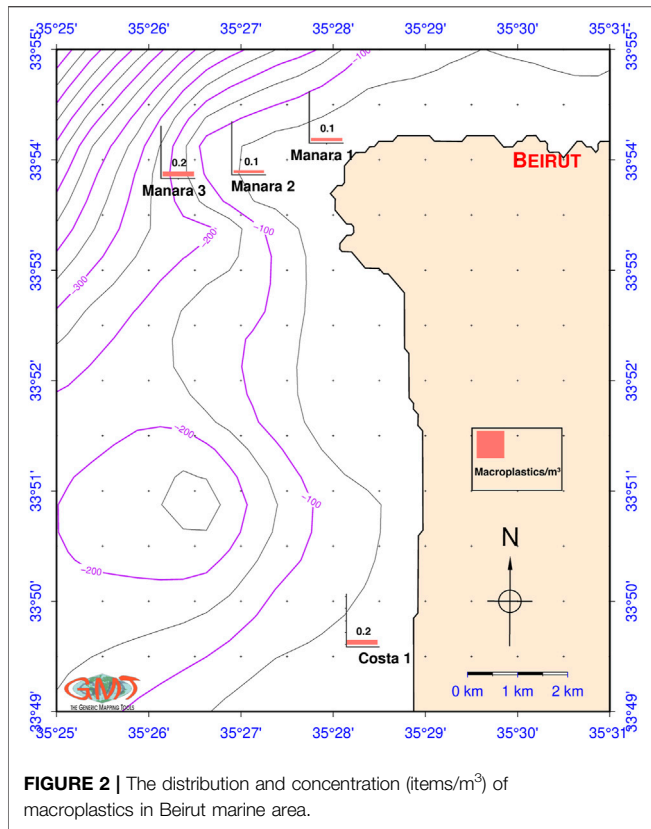 35°25' 35°26' 35°27' 35°28' 35°29' 35°30' 35°31'
33°55' 33°55'
-100
0.1
Manara 1
BEIRUT
33°54' 33°54'
0.2
Manara 3
0.1
Manara 2
-100
-200
33°53' 33°53'
-300
33°52' 33°52'
-200
Macroplastics/m³
33°51' 33°51'
-100
N
-200
33°50' 33°50'
0.2
Costa 1
GMT
THE GENERIC MAPPING TOOLS
0 km 1 km 2 km
33°49' 33°49'
35°25' 35°26' 35°27' 35°28' 35°29' 35°30' 35°31'
FIGURE 2 | The distribution and concentration (items/m³) of
macroplastics in Beirut marine area.